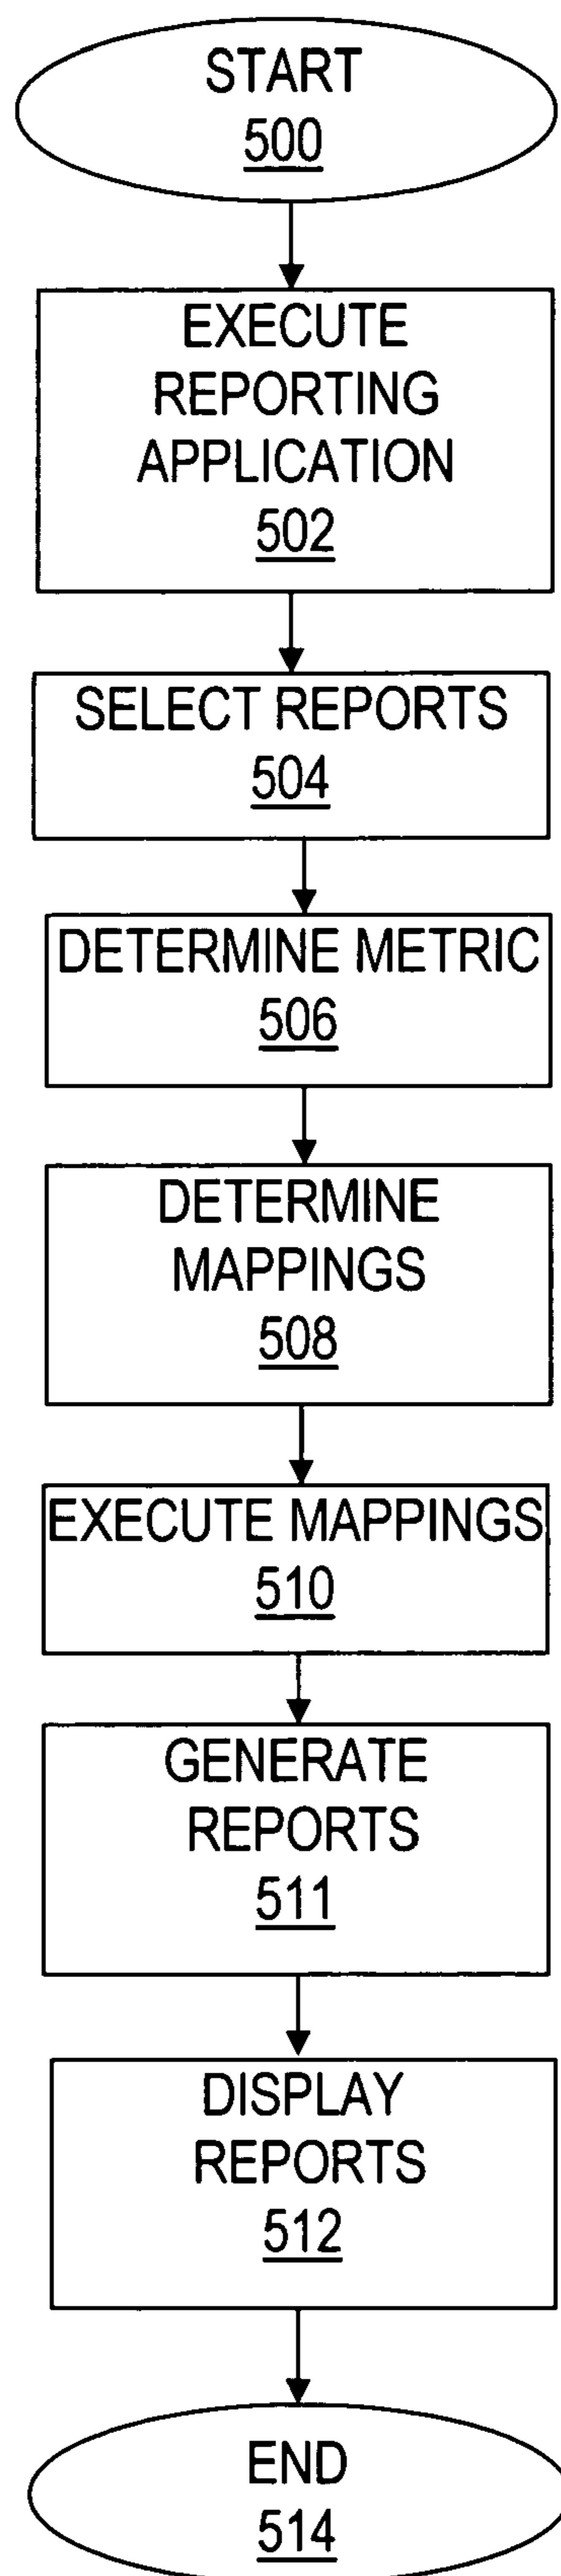 START
500
EXECUTE
REPORTING
APPLICATION
502
SELECT REPORTS
504
DETERMINE METRIC
506
DETERMINE
MAPPINGS
508
EXECUTE MAPPINGS
510
GENERATE
REPORTS
511
DISPLAY
REPORTS
512
END
514